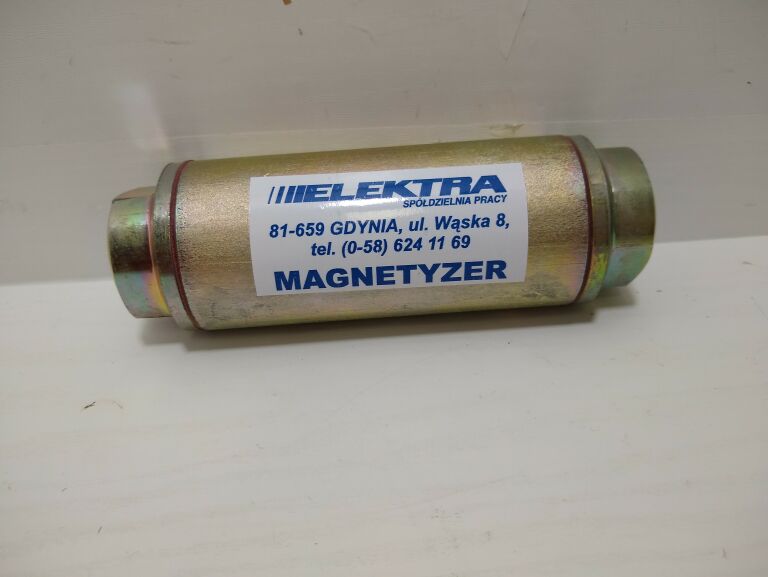 ELEKTRA
SPÓŁDZIELNIA PRACY
81-659 GDYNIA, ul. Wąska 8,
tel. (0-58) 624 11 69
MAGNETYZER